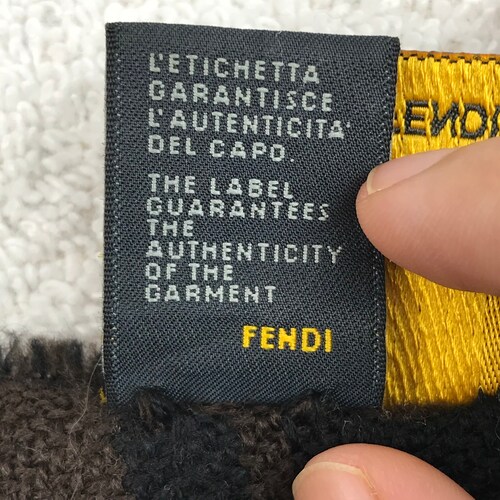 L'ETICHETTA
GARANTISCE
L'AUTENTICITA'
DEL CAPO.
THE LABEL
GUARANTEES
THE
AUTHENTICITY
OF THE
GARMENT
FENDI